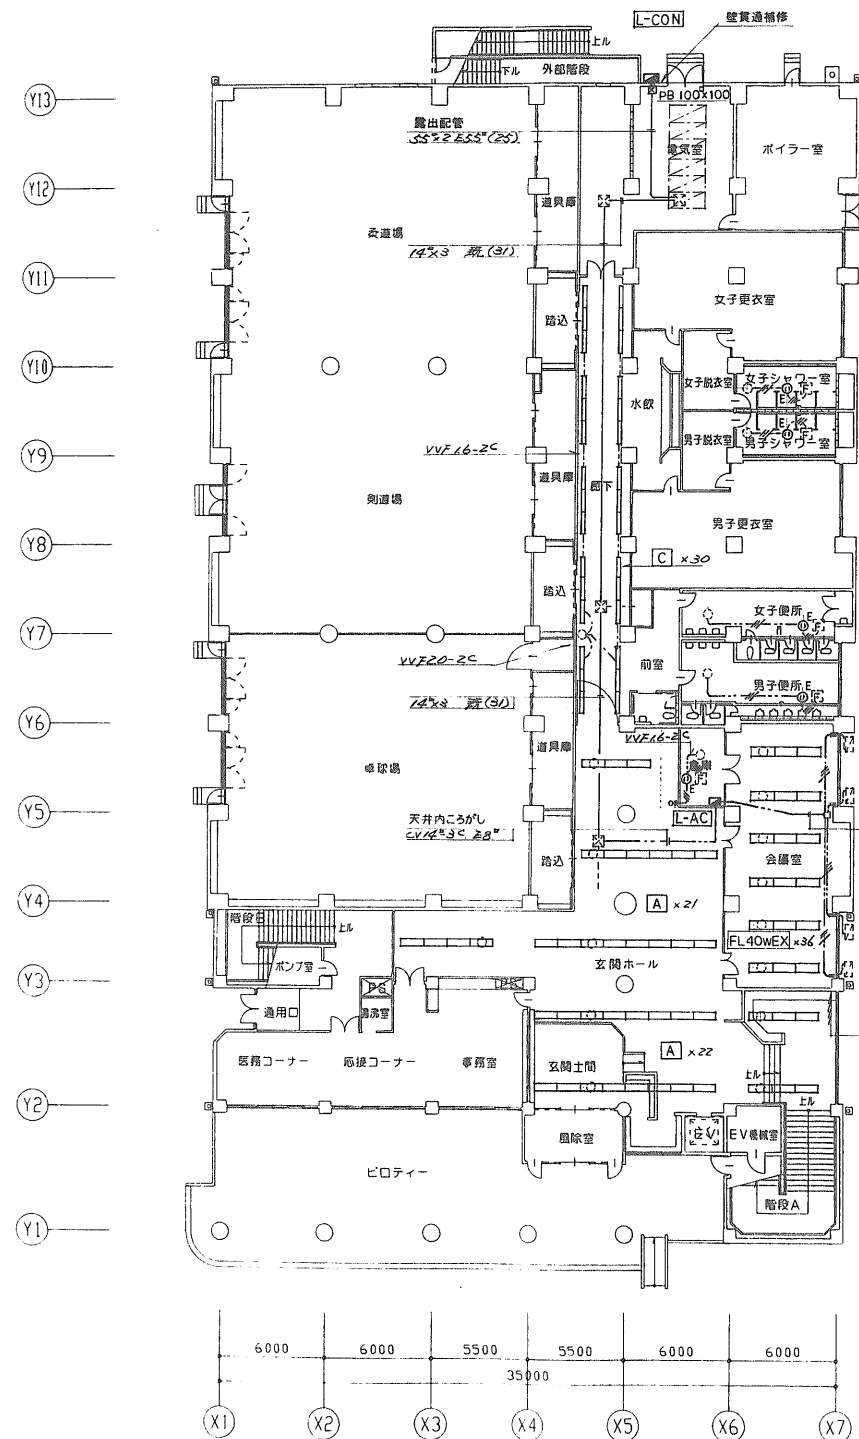 L-CON
壁貫通補修
上ル
下ル
外部階段
Y13
PB 100×100
露出配管
電気室
ボイラー室
Y12
道具庫
柔道場
14°×3
(31)
Y11
女子更衣室
踏込
Y10
女子脱衣室
女子シャワー室
E
F
水飲
E
F
男子脱衣室
男子シャワー室
Y9
VVF1.6-2C
道具庫
廊下
剣道場
男子更衣室
Y8
C ×30
踏込
女子便所
E
F
Y7
VVF2.0-2C
前室
14°×3
(31)
男子便所
E
F
Y6
VVF1.6-2C
道具庫
卓球場
F
E
Y5
天井内ころがし
L-AC
踏込
会議室
Y4
A ×21
階段B
上ル
FL40wEX ×36
ポンプ室
玄関ホール
Y3
通用口
湯沸室
A ×22
医務コーナー
応接コーナー
事務室
玄関土間
上ル
Y2
上ル
風除室
EV
EV機械室
ピロティー
階段A
Y1
6000
6000
5500
5500
6000
6000
35000
X1
X2
X3
X4
X5
X6
X7